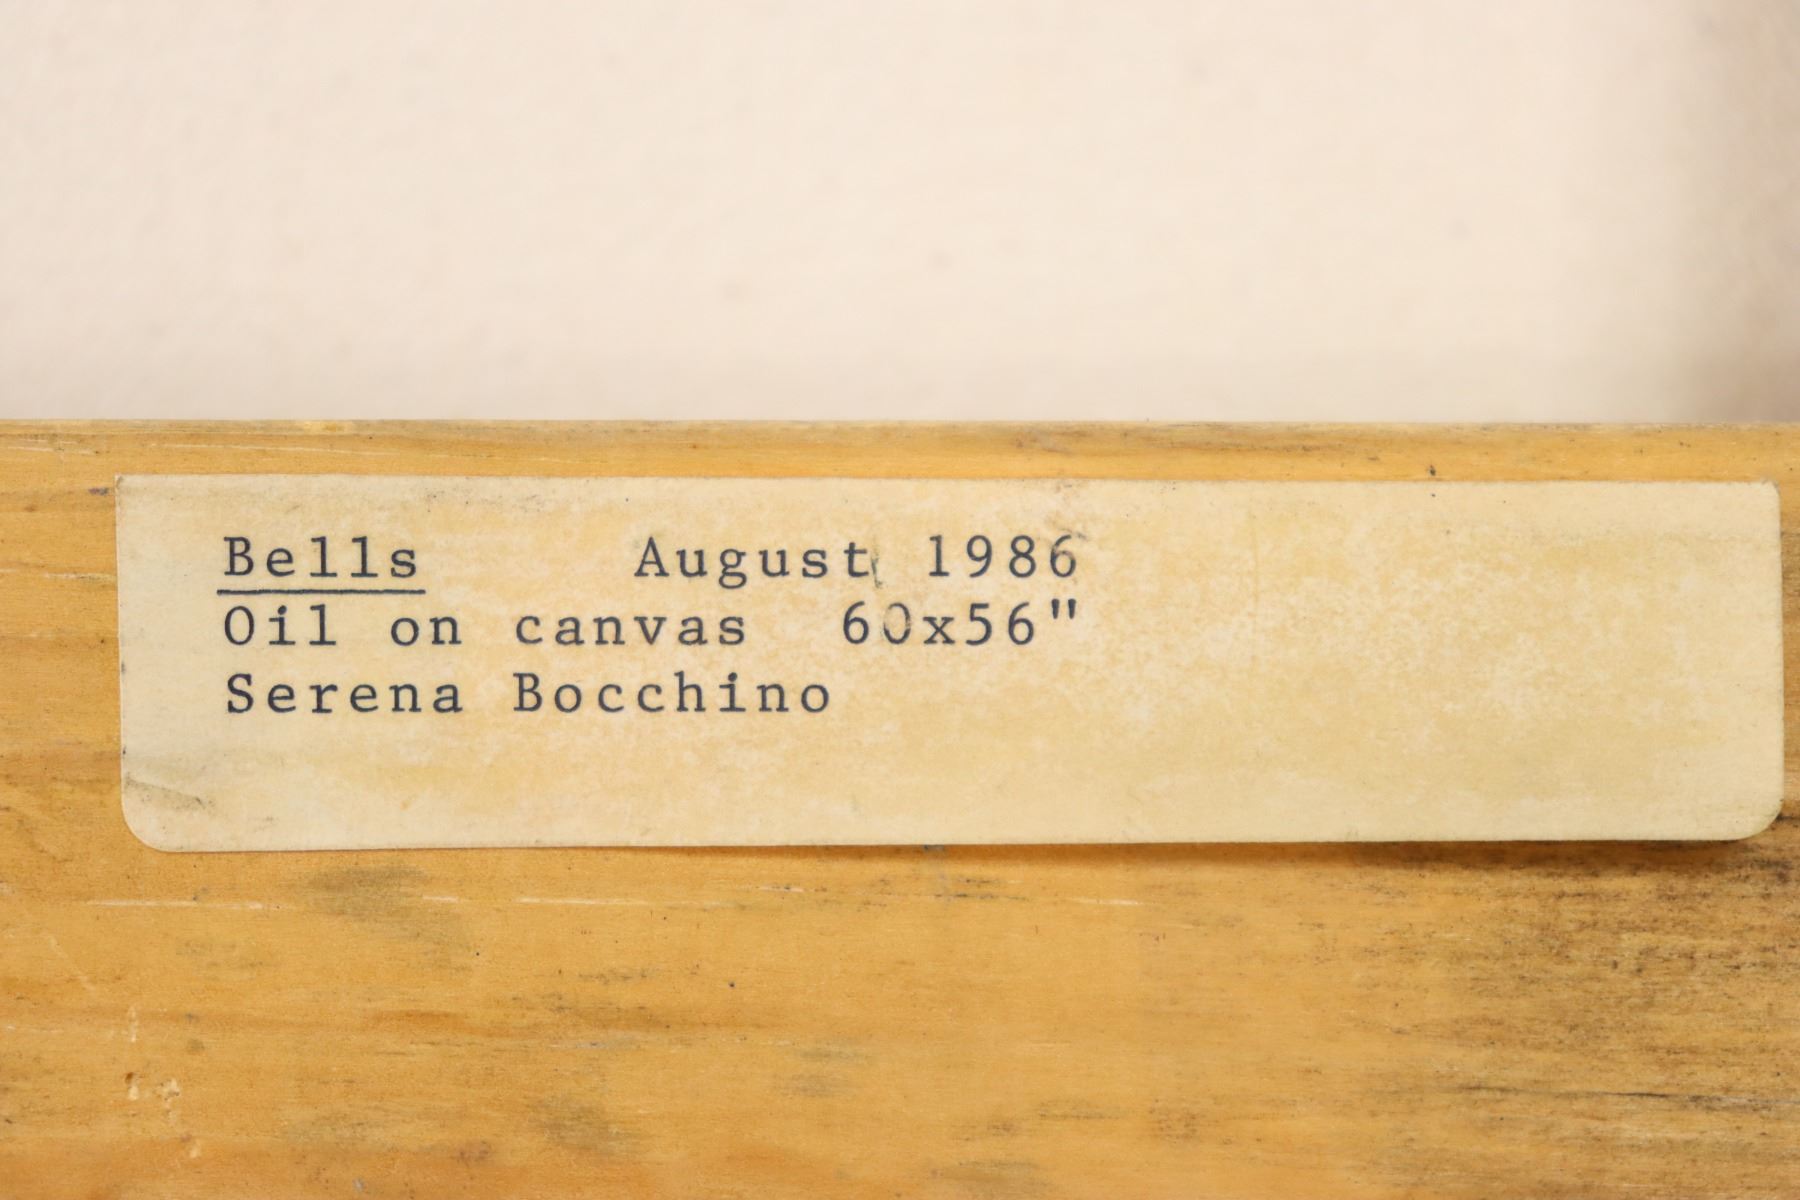 Bells August 1986
Oil on canvas 60x56"
Serena Bocchino